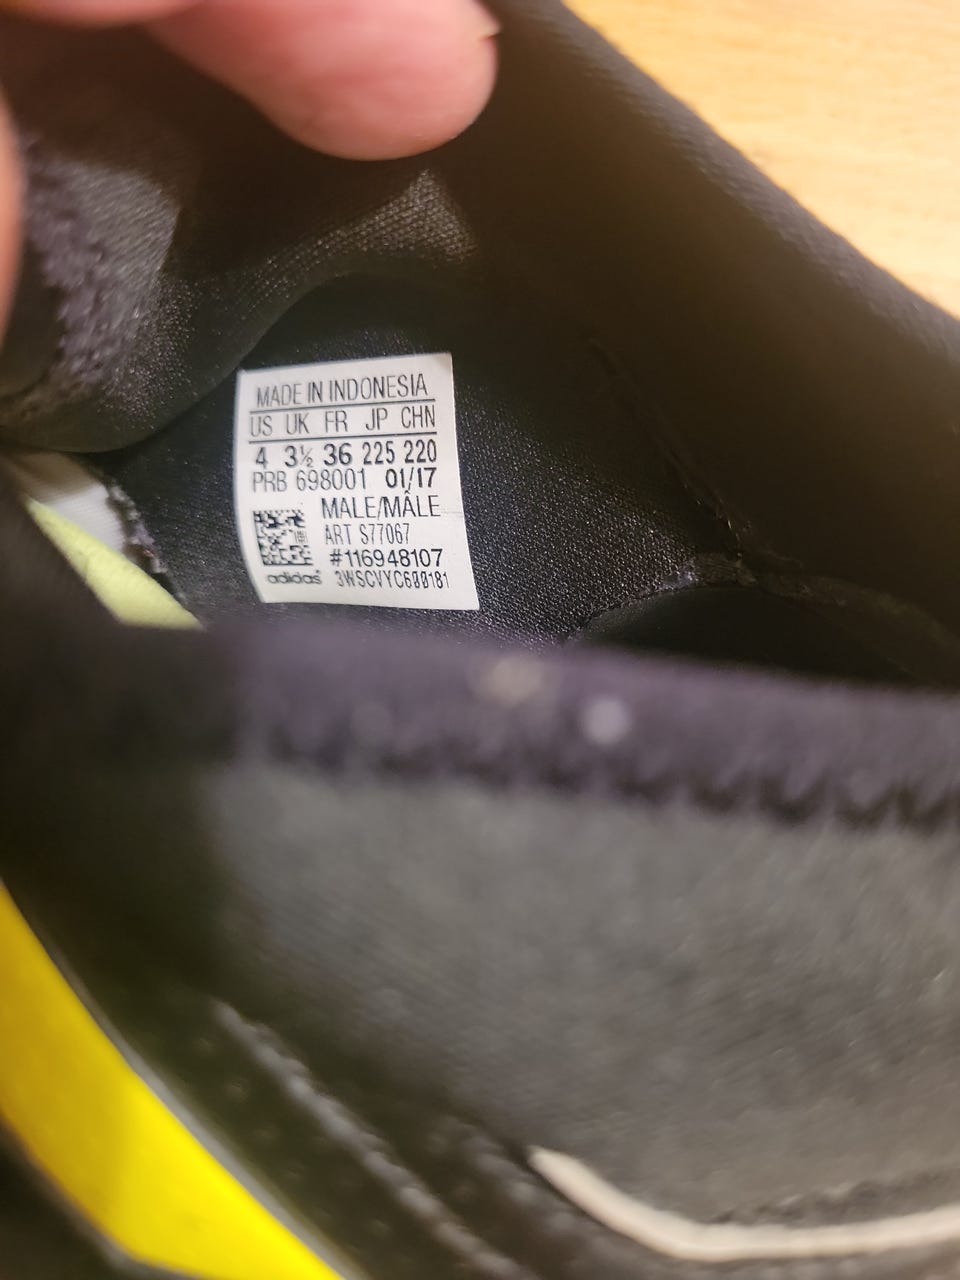 MADE IN INDONESIA
US UK FR JP CHN
4 3½ 36 225 220
PRB 698001 01/17
MALE/MÂLE
ART S77067
#116948107
adidas 3WSCVYC600181